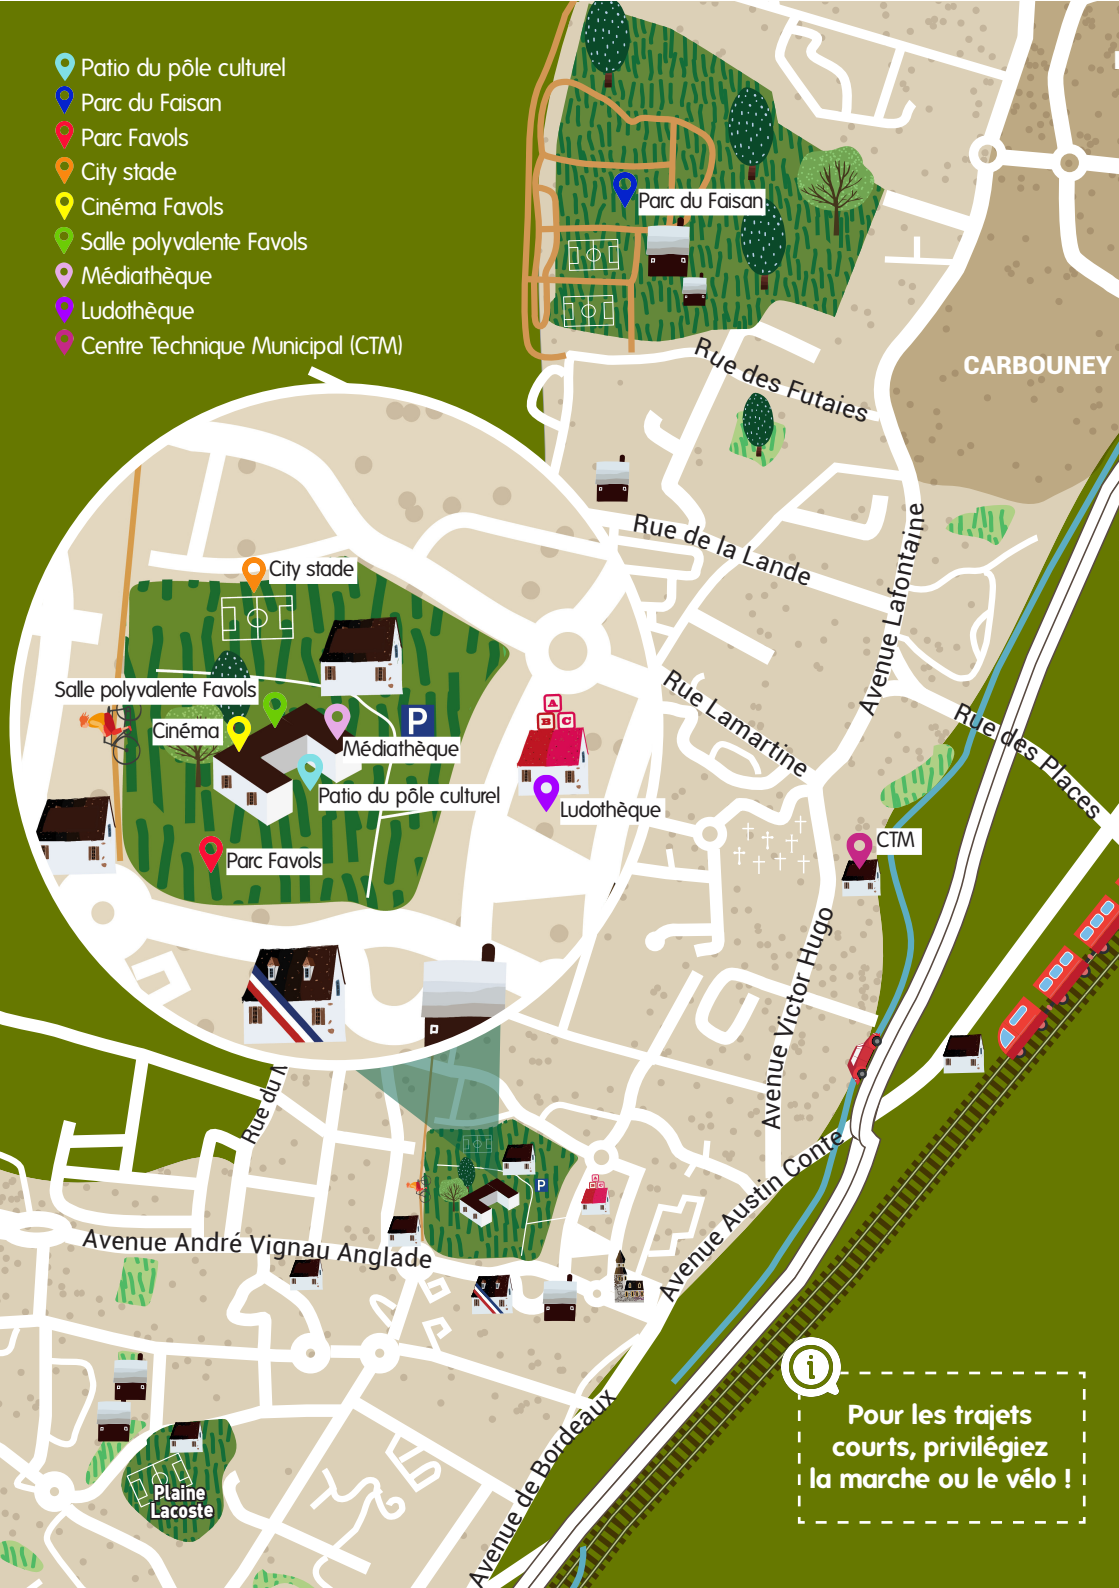 Patio du pôle culturel
Parc du Faisan
Parc Favols
City stade
Cinéma Favols
Salle polyvalente Favols
Médiathèque
Ludothèque
Centre Technique Municipal (CTM)
Parc du Faisan
Rue des Futaies
CARBOUNEY
Rue de la Lande
Avenue Lafontaine
City stade
Salle polyvalente Favols
Cinéma
P
Médiathèque
Patio du pôle culturel
Parc Favols
A
B C
Ludothèque
Rue Lamartine
Rue des Places
CTM
Avenue Victor Hugo
Rue du
Avenue Austin Conte
P
Avenue André Vignau Anglade
Avenue de Bordeaux
Plaine
Lacoste
i
Pour les trajets
courts, privilégiez
la marche ou le vélo !